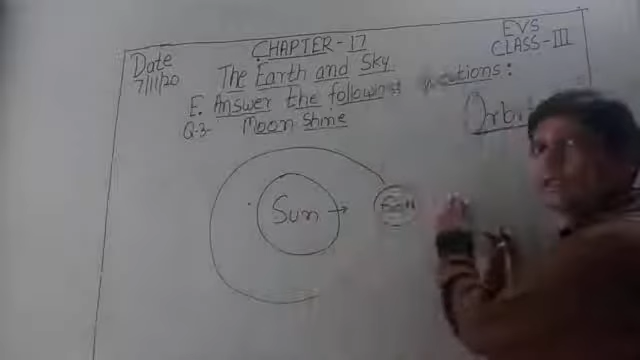 Date
7/11/20
CHAPTER-17
EVS
CLASS-III
The Earth and Sky
E. Answer the following
Q.3 Moon Shine
Sun
Earth